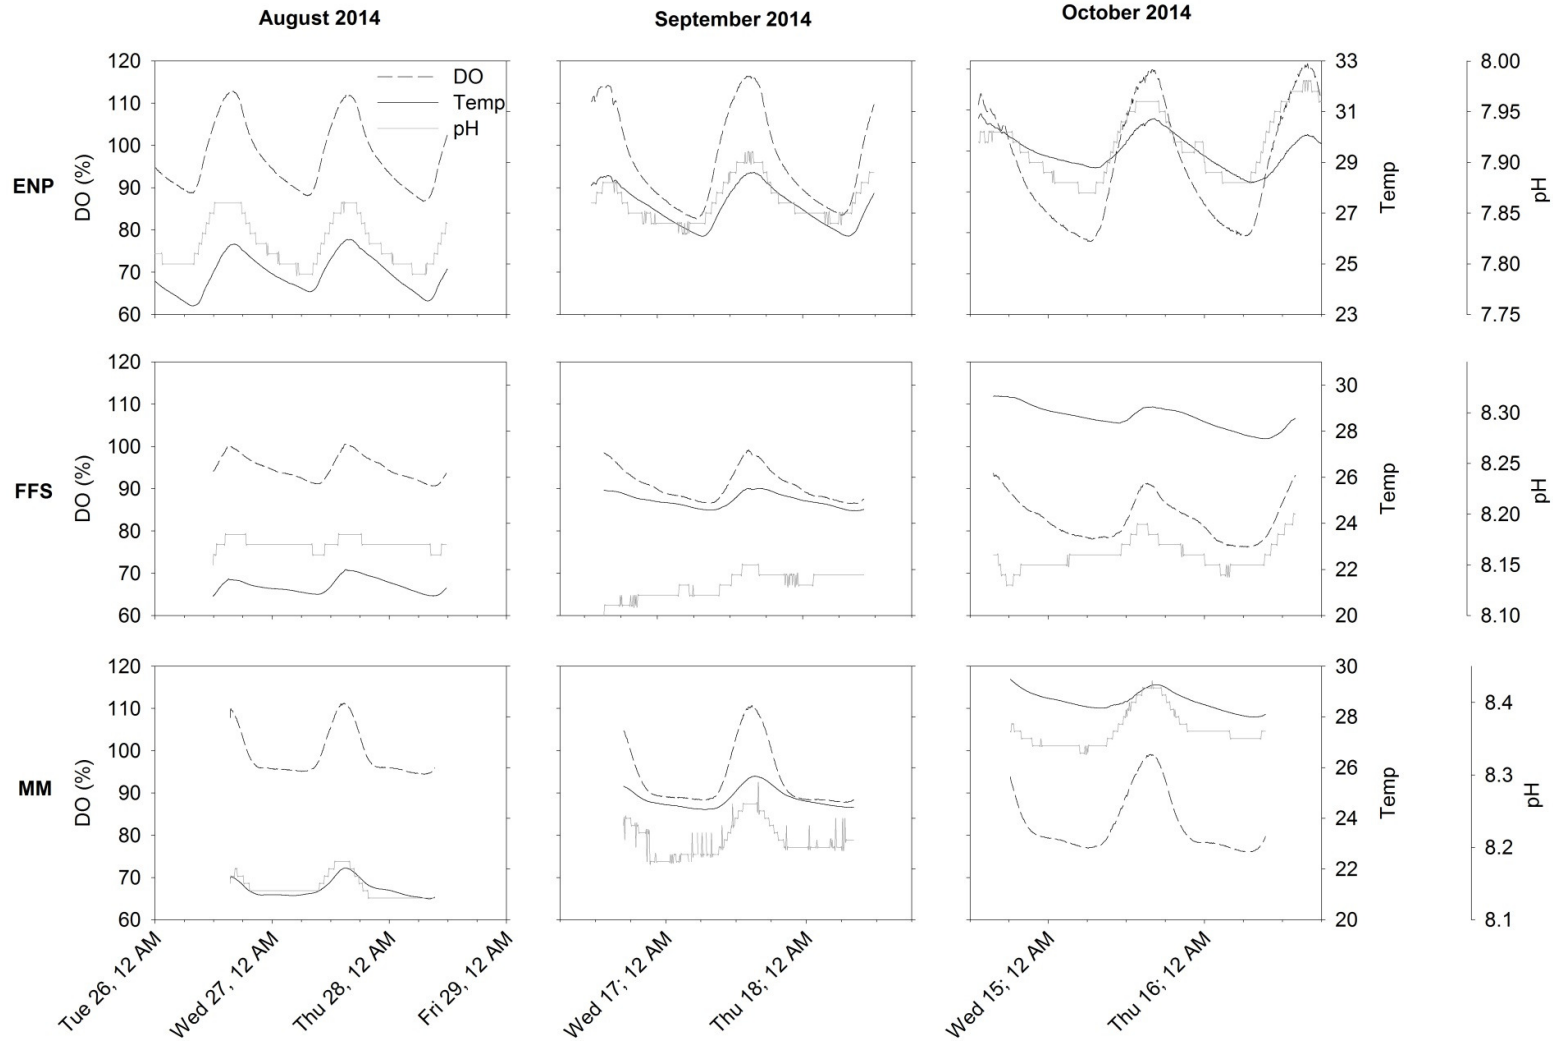 August 2014
September 2014
October 2014
DO
Temp
pH
120
110
100
90
80
70
60
DO (%)
ENP
33
31
29
27
25
23
Temp
8.00
7.95
7.90
7.85
7.80
7.75
pH
120
110
100
90
80
70
60
DO (%)
FFS
30
28
26
24
22
20
Temp
8.30
8.25
8.20
8.15
8.10
pH
120
110
100
90
80
70
60
DO (%)
MM
30
28
26
24
22
20
Temp
8.4
8.3
8.2
8.1
pH
Tue 26, 12 AM
Wed 27, 12 AM
Thu 28, 12 AM
Fri 29, 12 AM
Wed 17; 12 AM
Thu 18; 12 AM
Wed 15; 12 AM
Thu 16; 12 AM